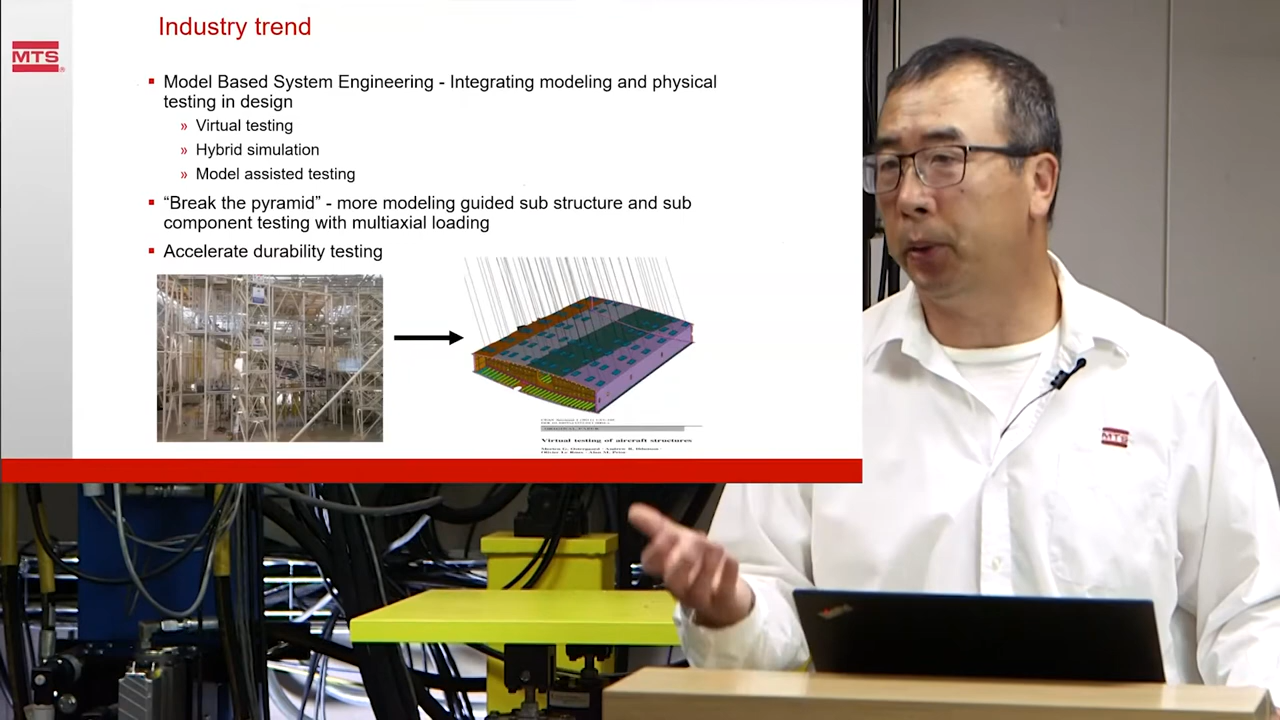 Industry trend
MTS
▪ Model Based System Engineering - Integrating modeling and physical
testing in design
» Virtual testing
» Hybrid simulation
» Model assisted testing
▪ “Break the pyramid” - more modeling guided sub structure and sub
component testing with multiaxial loading
▪ Accelerate durability testing
Virtual testing of aircraft structures
MTS